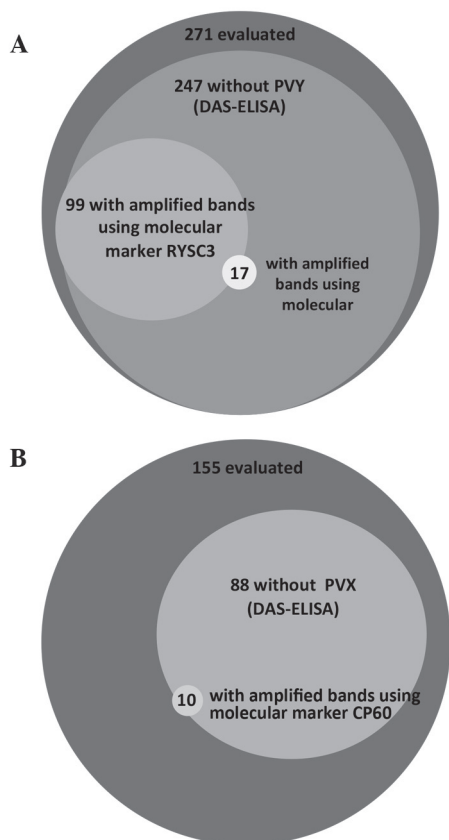 A
271 evaluated
247 without PVY
(DAS-ELISA)
99 with amplified bands
using molecular
marker RYSC3
17
with amplified
bands using
molecular
B
155 evaluated
88 without PVX
(DAS-ELISA)
10
with amplified bands using
molecular marker CP60